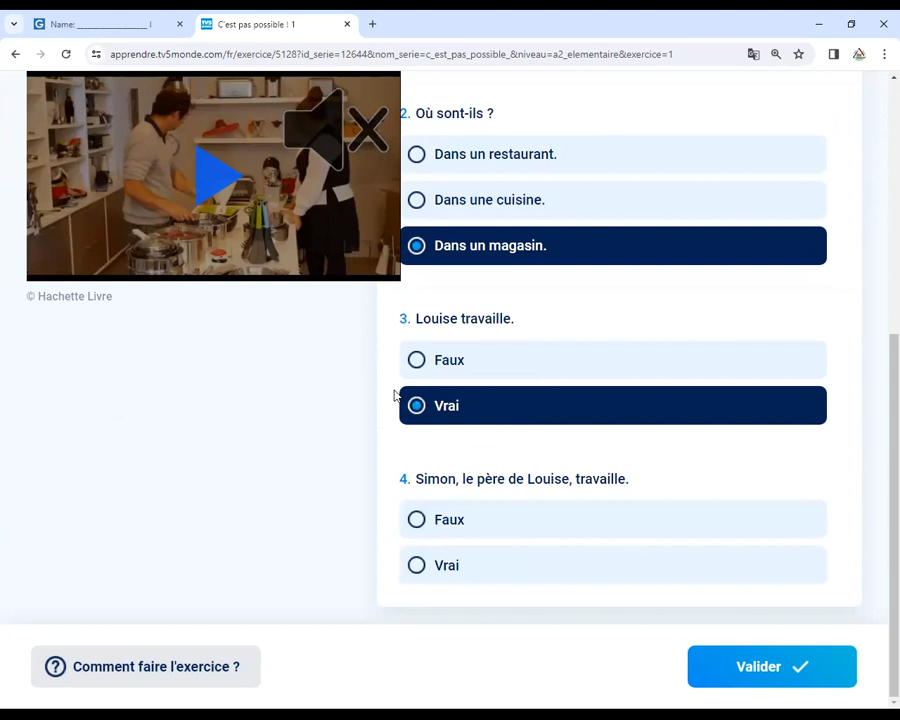 Name: ________________ |
C'est pas possible ! 1
apprendre.tv5monde.com/fr/exercice/5128?id_serie=12644&nom_serie=c_est_pas_possible_&niveau=a2_elementaire&exercice=1
2. Où sont-ils ?
Dans un restaurant.
Dans une cuisine.
Dans un magasin.
© Hachette Livre
3. Louise travaille.
Faux
Vrai
4. Simon, le père de Louise, travaille.
Faux
Vrai
? Comment faire l'exercice ?
Valider